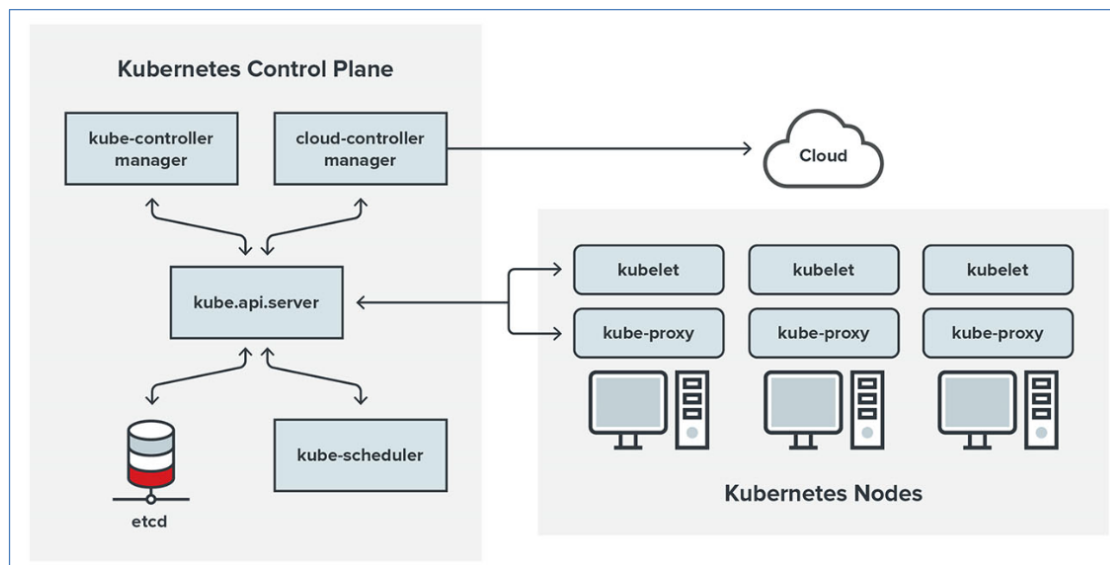 Kubernetes Control Plane
kube-controller
manager
cloud-controller
manager
Cloud
kube.api.server
kubelet
kubelet
kubelet
kube-proxy
kube-proxy
kube-proxy
etcd
kube-scheduler
Kubernetes Nodes